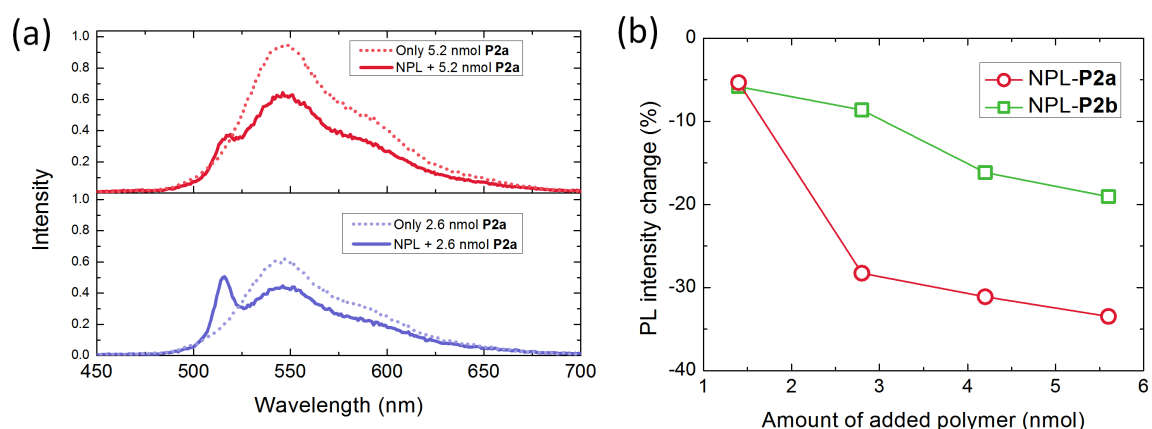 (a)
1.0
0.8
0.6
0.4
0.2
Only 5.2 nmol P2a
NPL + 5.2 nmol P2a
1.0
0.8
0.6
0.4
0.2
0.0
Only 2.6 nmol P2a
NPL + 2.6 nmol P2a
450 500 550 600 650 700
Intensity
Wavelength (nm)
(b)
0
-10
-20
-30
-40
NPL-P2a
NPL-P2b
1 2 3 4 5 6
PL intensity change (%)
Amount of added polymer (nmol)